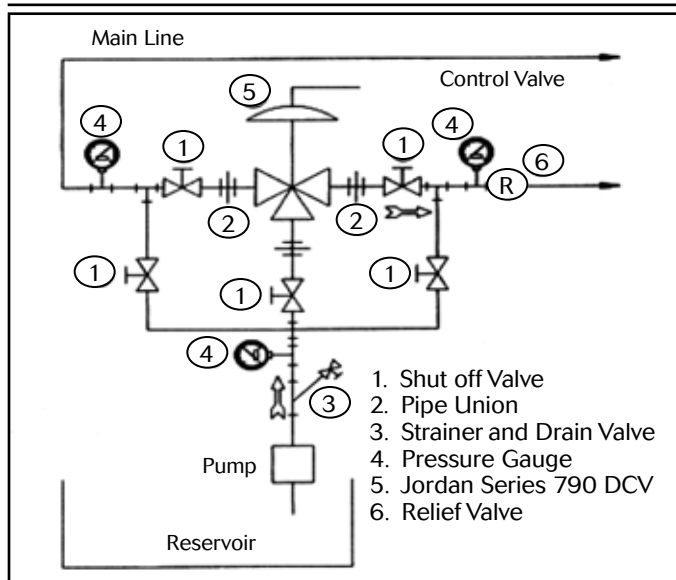 Main Line
Control Valve
5
4
1
1
4
6
R
2
2
1
1
1
4
3
1. Shut off Valve
2. Pipe Union
3. Strainer and Drain Valve
4. Pressure Gauge
5. Jordan Series 790 DCV
6. Relief Valve
Pump
Reservoir